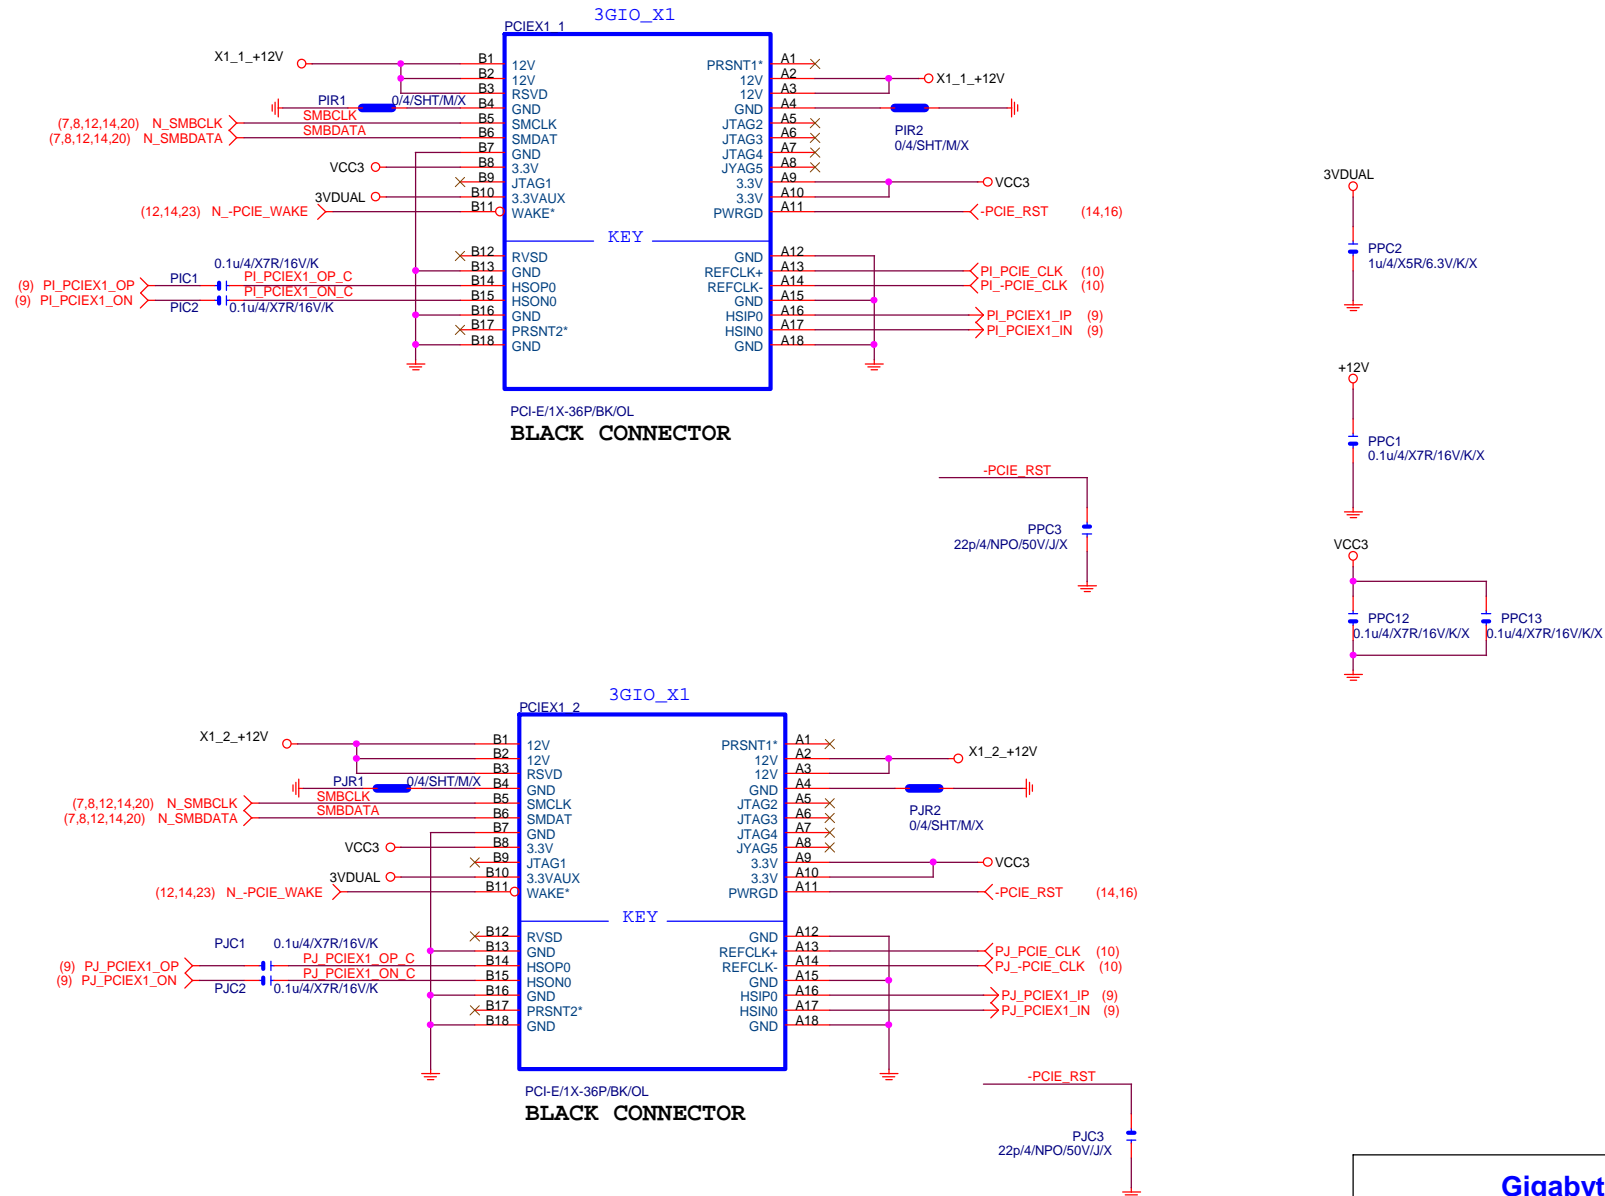 3GIO_X1
PCIEX1_1
X1_1_+12V
B1 12V
B2 12V
B3 RSVD
B4 GND
B5 SMCLK
B6 SMDAT
B7 GND
B8 3.3V
B9 JTAG1
B10 3.3VAUX
B11 WAKE*
PRSNT1* A1
12V A2
12V A3
GND A4
JTAG2 A5
JTAG3 A6
JTAG4 A7
JYAG5 A8
3.3V A9
3.3V A10
PWRGD A11
X1_1_+12V
PIR1 0/4/SHT/M/X
SMBCLK
SMBDATA
(7,8,12,14,20) N_SMBCLK
(7,8,12,14,20) N_SMBDATA
VCC3
3VDUAL
(12,14,23) N_-PCIE_WAKE
PIR2
0/4/SHT/M/X
VCC3
-PCIE_RST (14,16)
KEY
B12 RVSD
B13 GND
B14 HSOP0
B15 HSON0
B16 GND
B17 PRSNT2*
B18 GND
GND A12
REFCLK+ A13
REFCLK- A14
GND A15
HSIP0 A16
HSIN0 A17
GND A18
0.1u/4/X7R/16V/K
(9) PI_PCIEX1_OP PIC1 PI_PCIEX1_OP_C
(9) PI_PCIEX1_ON PIC2 PI_PCIEX1_ON_C
0.1u/4/X7R/16V/K
PI_PCIE_CLK (10)
PI_-PCIE_CLK (10)
PI_PCIEX1_IP (9)
PI_PCIEX1_IN (9)
PCI-E/1X-36P/BK/OL
BLACK CONNECTOR
-PCIE_RST
PPC3
22p/4/NPO/50V/J/X
3VDUAL
PPC2
1u/4/X5R/6.3V/K/X
+12V
PPC1
0.1u/4/X7R/16V/K/X
VCC3
PPC12
0.1u/4/X7R/16V/K/X
PPC13
0.1u/4/X7R/16V/K/X
3GIO_X1
PCIEX1_2
X1_2_+12V
B1 12V
B2 12V
B3 RSVD
B4 GND
B5 SMCLK
B6 SMDAT
B7 GND
B8 3.3V
B9 JTAG1
B10 3.3VAUX
B11 WAKE*
PRSNT1* A1
12V A2
12V A3
GND A4
JTAG2 A5
JTAG3 A6
JTAG4 A7
JYAG5 A8
3.3V A9
3.3V A10
PWRGD A11
X1_2_+12V
PJR1 0/4/SHT/M/X
SMBCLK
SMBDATA
(7,8,12,14,20) N_SMBCLK
(7,8,12,14,20) N_SMBDATA
VCC3
3VDUAL
(12,14,23) N_-PCIE_WAKE
PJR2
0/4/SHT/M/X
VCC3
-PCIE_RST (14,16)
KEY
B12 RVSD
B13 GND
B14 HSOP0
B15 HSON0
B16 GND
B17 PRSNT2*
B18 GND
GND A12
REFCLK+ A13
REFCLK- A14
GND A15
HSIP0 A16
HSIN0 A17
GND A18
PJC1 0.1u/4/X7R/16V/K
(9) PJ_PCIEX1_OP PJ_PCIEX1_OP_C
(9) PJ_PCIEX1_ON PJ_PCIEX1_ON_C
PJC2 0.1u/4/X7R/16V/K
PJ_PCIE_CLK (10)
PJ_-PCIE_CLK (10)
PJ_PCIEX1_IP (9)
PJ_PCIEX1_IN (9)
PCI-E/1X-36P/BK/OL
BLACK CONNECTOR
-PCIE_RST
PJC3
22p/4/NPO/50V/J/X
Gigabyt